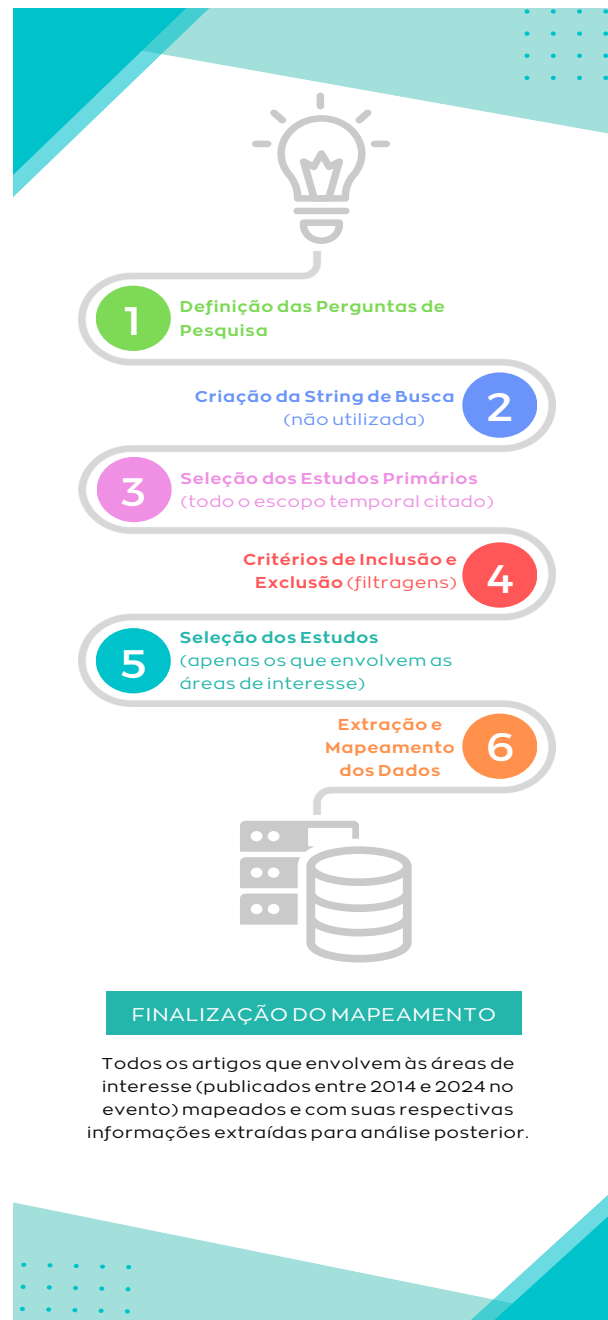 1
Definição das Perguntas de
Pesquisa
Criação da String de Busca
(não utilizada)
2
3
Seleção dos Estudos Primários
(todo o escopo temporal citado)
Critérios de Inclusão e
Exclusão (filtragens)
4
5
Seleção dos Estudos
(apenas os que envolvem as
áreas de interesse)
Extração e
Mapeamento
dos Dados
6
FINALIZAÇÃO DO MAPEAMENTO
Todos os artigos que envolvem às áreas de
interesse (publicados entre 2014 e 2024 no
evento) mapeados e com suas respectivas
informações extraídas para análise posterior.